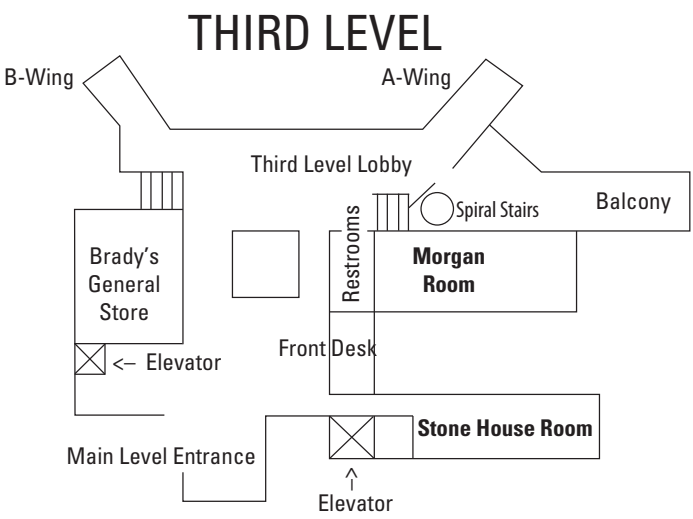 THIRD LEVEL
B-Wing
A-Wing
Third Level Lobby
Spiral Stairs
Balcony
Brady's
General
Store
Restrooms
Morgan
Room
Front Desk
<– Elevator
Stone House Room
Main Level Entrance
Elevator